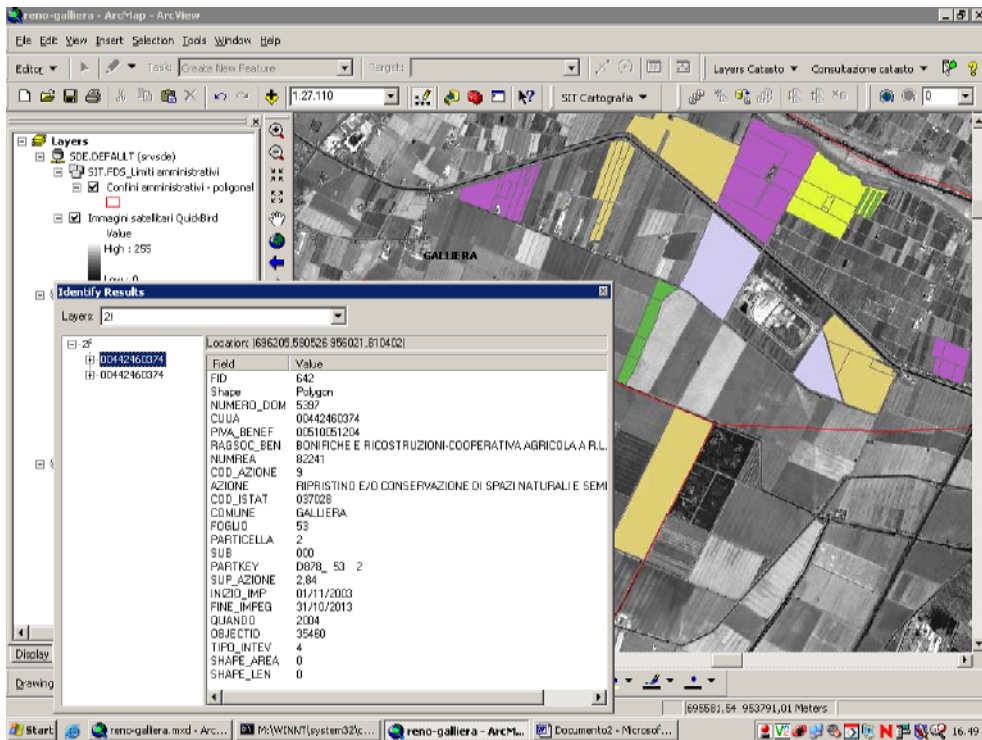 reno-galliera - ArcMap - ArcView
File Edit View Insert Selection Tools Window Help
Editor Task: Create New Feature Target: Layers Catasto Consultazione catasto
1:27.110 SIT Cartografia 0
Layers
SDE.DEFAULT (srvsde)
SIT.FDS_Limiti amministrativi
Confini amministrativi - poligonal
Immagini satellitari QuickBird
Value
High : 255
Low : 0
GALLIERA
Identify Results
Layers:
00442460374
00442460374
Location: (696205,590526 956021,810402)
Field Value
FID 642
Shape Polygon
NUMERO_DOM 5397
CUUA 00442460374
PIVA_BENEF 00510051204
RAGSOC_BEN BONIFICHE E RICOSTRUZIONI-COOPERATIVA AGRICOLA A R.L.
NUMREA 82241
COD_AZIONE 9
AZIONE RIPRISTINO E/O CONSERVAZIONE DI SPAZI NATURALI E SEMI
COD_ISTAT 037028
COMUNE GALLIERA
FOGLIO 53
PARTICELLA 2
SUB 000
PARTKEY D878_ 53 2
SUP_AZIONE 2,84
INIZIO_IMP 01/11/2003
FINE_IMPEG 31/10/2013
QUANDO 2004
OBJECTID 35460
TIPO_INTEV 4
SHAPE_AREA 0
SHAPE_LEN 0
Display
Drawing
695581,54 953791,01 Meters
Start reno-galliera.mxd - Arc... M:\WINNT\system32\c... reno-galliera - ArcM... Documento2 - Microsof... 16.49